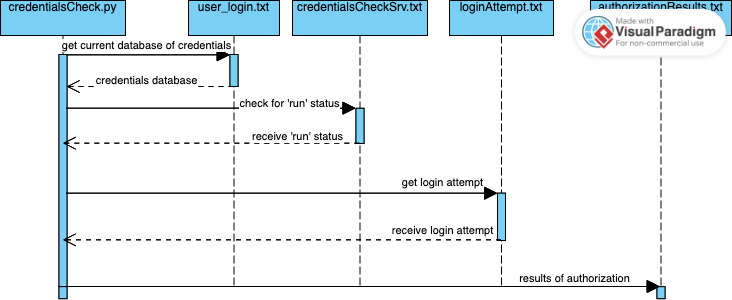 credentialsCheck.py
user_login.txt
credentialsCheckSrv.txt
loginAttempt.txt
authorizationResults.txt
Made with
VisualParadigm
For non-commercial use
get current database of credentials
credentials database
check for 'run' status
receive 'run' status
get login attempt
receive login attempt
results of authorization